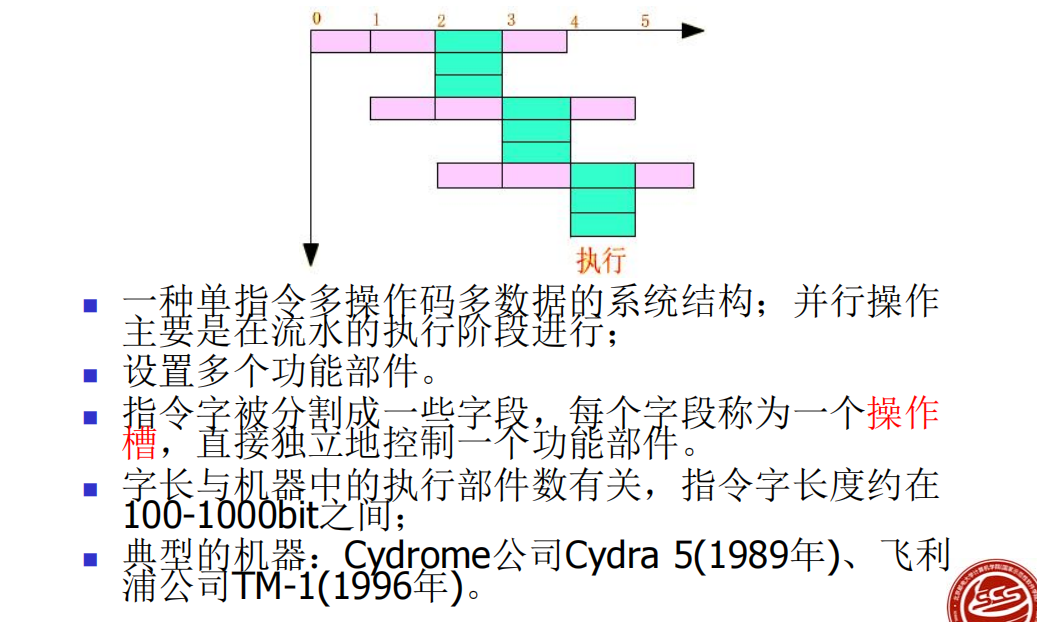 0 1 2 3 4 5
执行
一种单指令多操作码多数据的系统结构；并行操作
主要是在流水的执行阶段进行；
设置多个功能部件。
指令字被分割成一些字段，每个字段称为一个操作
槽，直接独立地控制一个功能部件。
字长与机器中的执行部件数有关，指令字长度约在
100-1000bit之间；
典型的机器：Cydrome公司Cydra 5(1989年)、飞利
浦公司TM-1(1996年)。